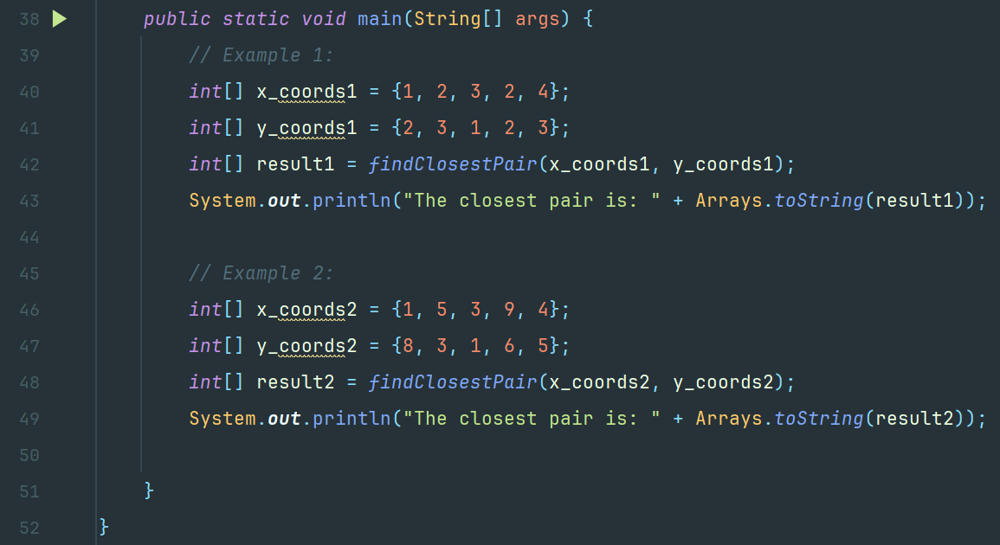 38 public static void main(String[] args) {
39 // Example 1:
40 int[] x_coords1 = {1, 2, 3, 2, 4};
41 int[] y_coords1 = {2, 3, 1, 2, 3};
42 int[] result1 = findClosestPair(x_coords1, y_coords1);
43 System.out.println("The closest pair is: " + Arrays.toString(result1));
44
45 // Example 2:
46 int[] x_coords2 = {1, 5, 3, 9, 4};
47 int[] y_coords2 = {8, 3, 1, 6, 5};
48 int[] result2 = findClosestPair(x_coords2, y_coords2);
49 System.out.println("The closest pair is: " + Arrays.toString(result2));
50
51 }
52 }